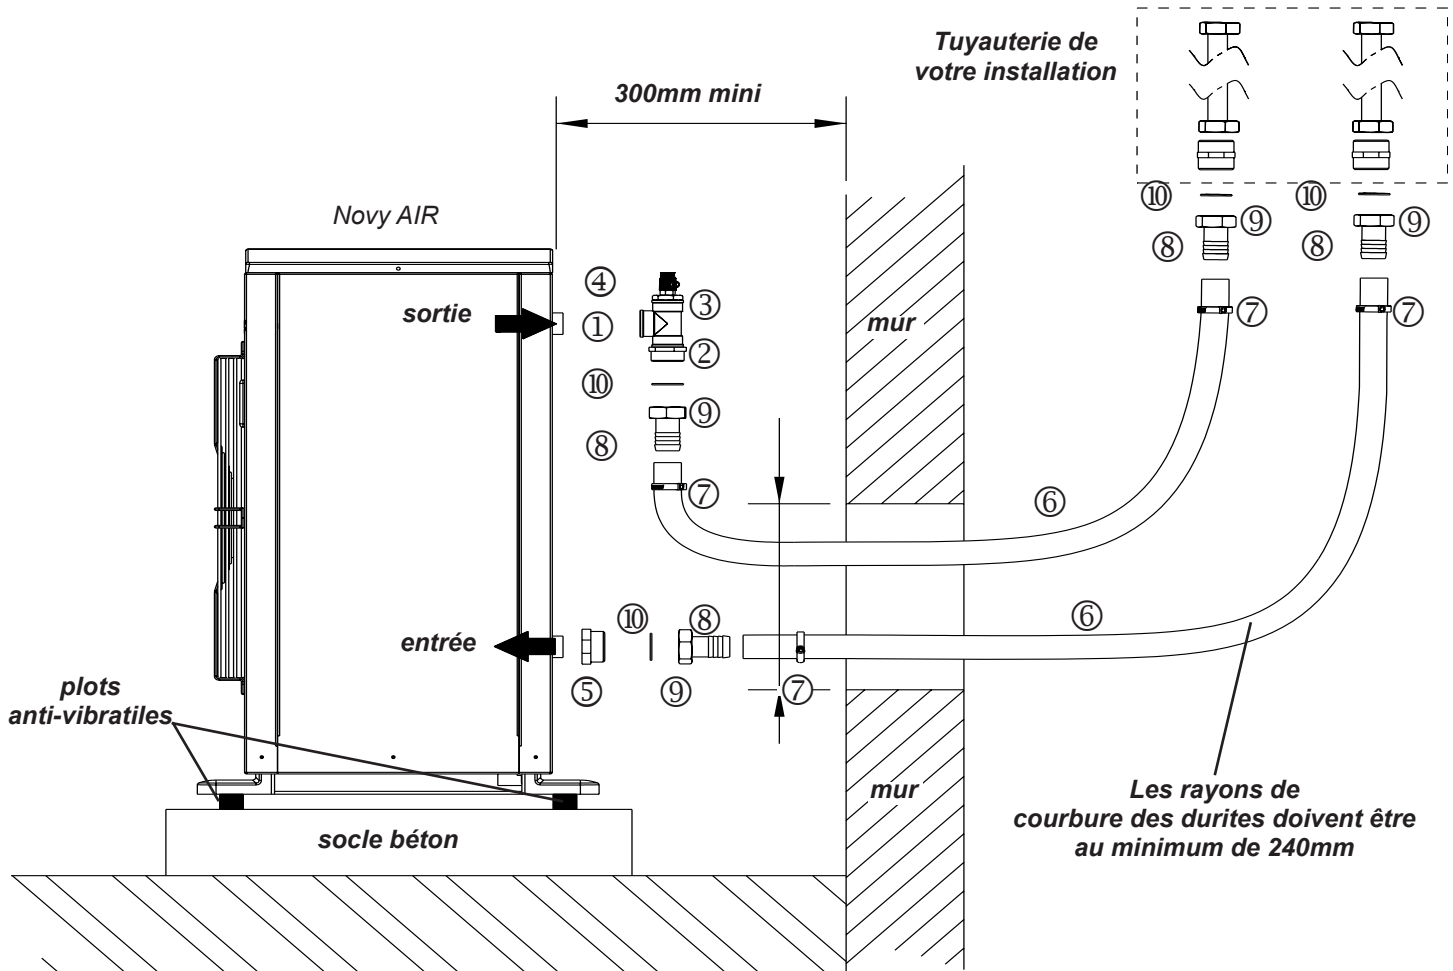 Tuyauterie de
votre installation
300mm mini
⑩
⑩
⑨
⑨
⑧
⑧
Novy AIR
④
③
sortie
①
mur
⑦
⑦
②
⑩
⑨
⑧
⑦
⑥
⑥
entrée
⑩
⑧
⑤
⑨
⑦
plots
anti-vibratiles
mur
Les rayons de
courbure des durites doivent être
au minimum de 240mm
socle béton